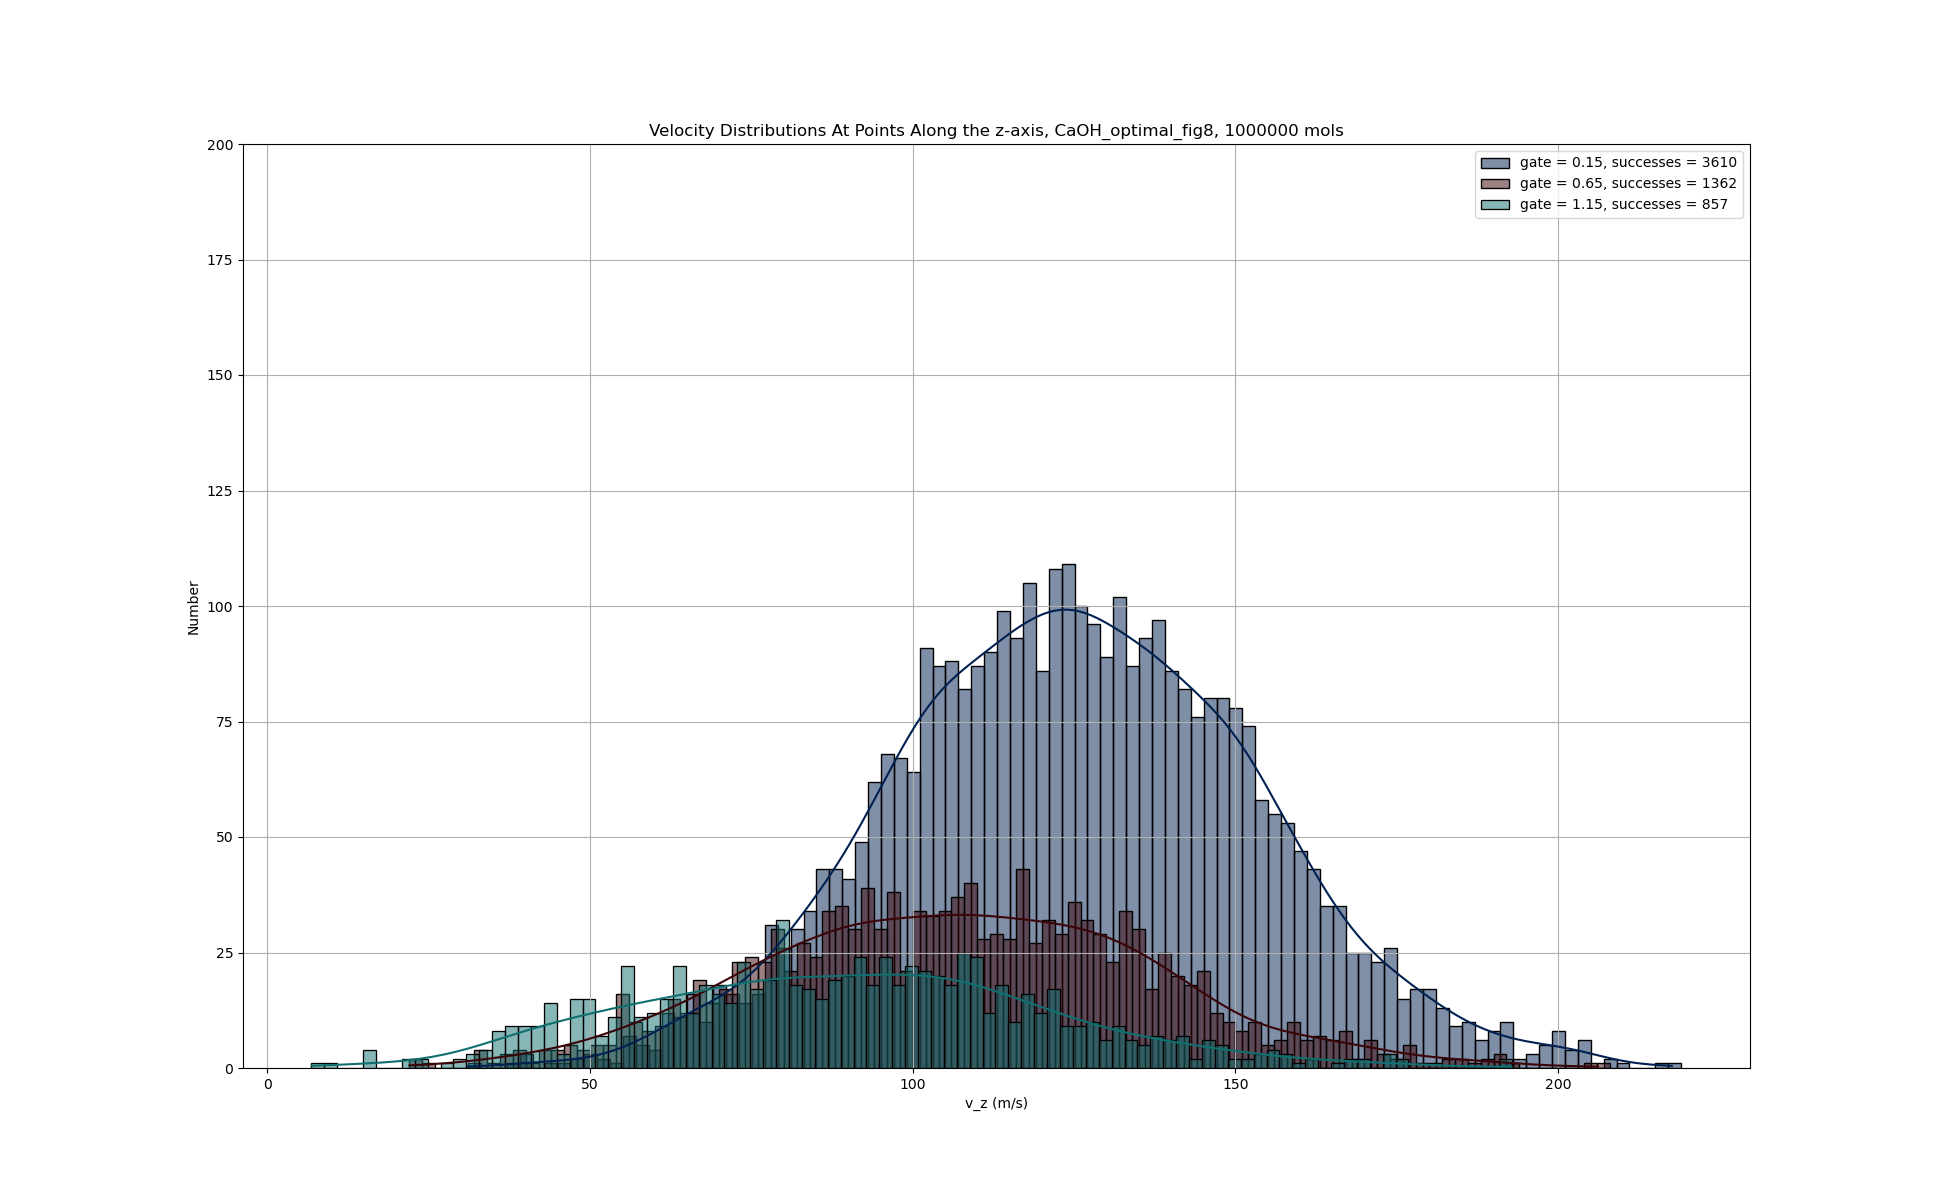 Velocity Distributions At Points Along the z-axis, CaOH_optimal_fig8, 1000000 mols
gate = 0.15, successes = 3610
gate = 0.65, successes = 1362
gate = 1.15, successes = 857
200
175
150
125
100
75
50
25
0
Number
0 50 100 150 200
v_z (m/s)